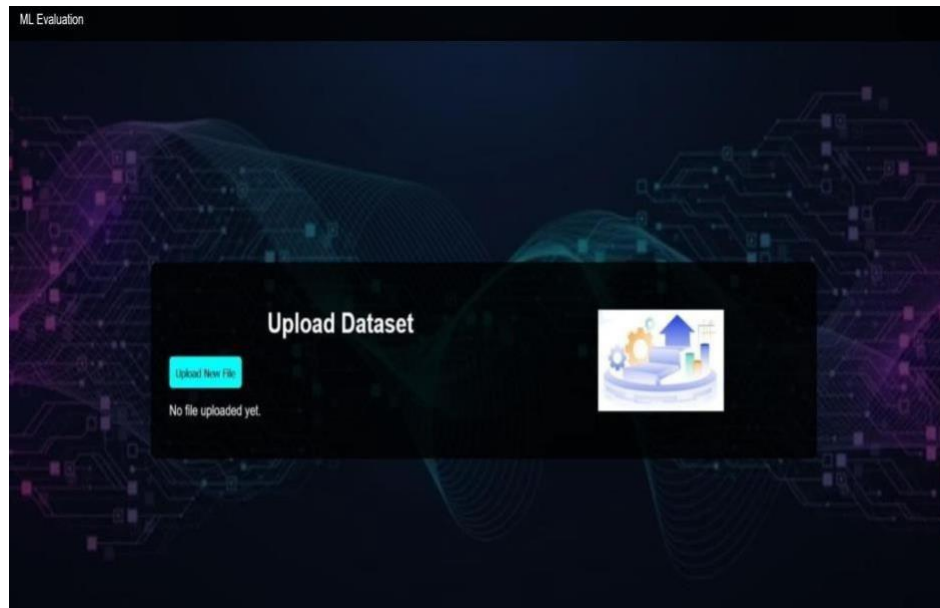 ML Evaluation
Upload Dataset
Upload New File
No file uploaded yet.